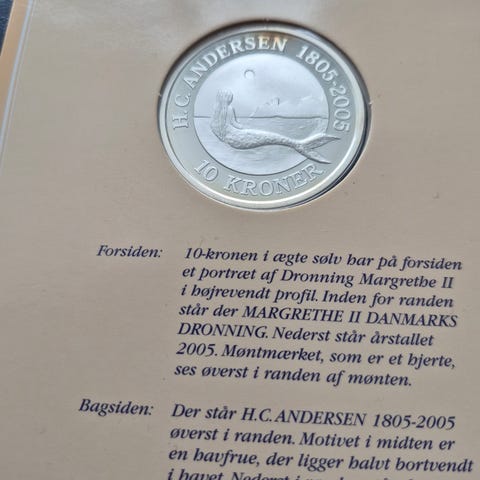 H.C. ANDERSEN 1805-2005
10 KRONER
Forsiden: 10-kronen i ægte sølv har på forsiden
et portræt af Dronning Margrethe II
i højrevendt profil. Inden for randen
står der MARGRETHE II DANMARKS
DRONNING. Nederst står årstallet
2005. Møntmærket, som er et hjerte,
ses øverst i randen af mønten.
Bagsiden: Der står H.C. ANDERSEN 1805-2005
øverst i randen. Motivet i midten er
en havfrue, der ligger halvt bortvendt
i havet. Nederst i